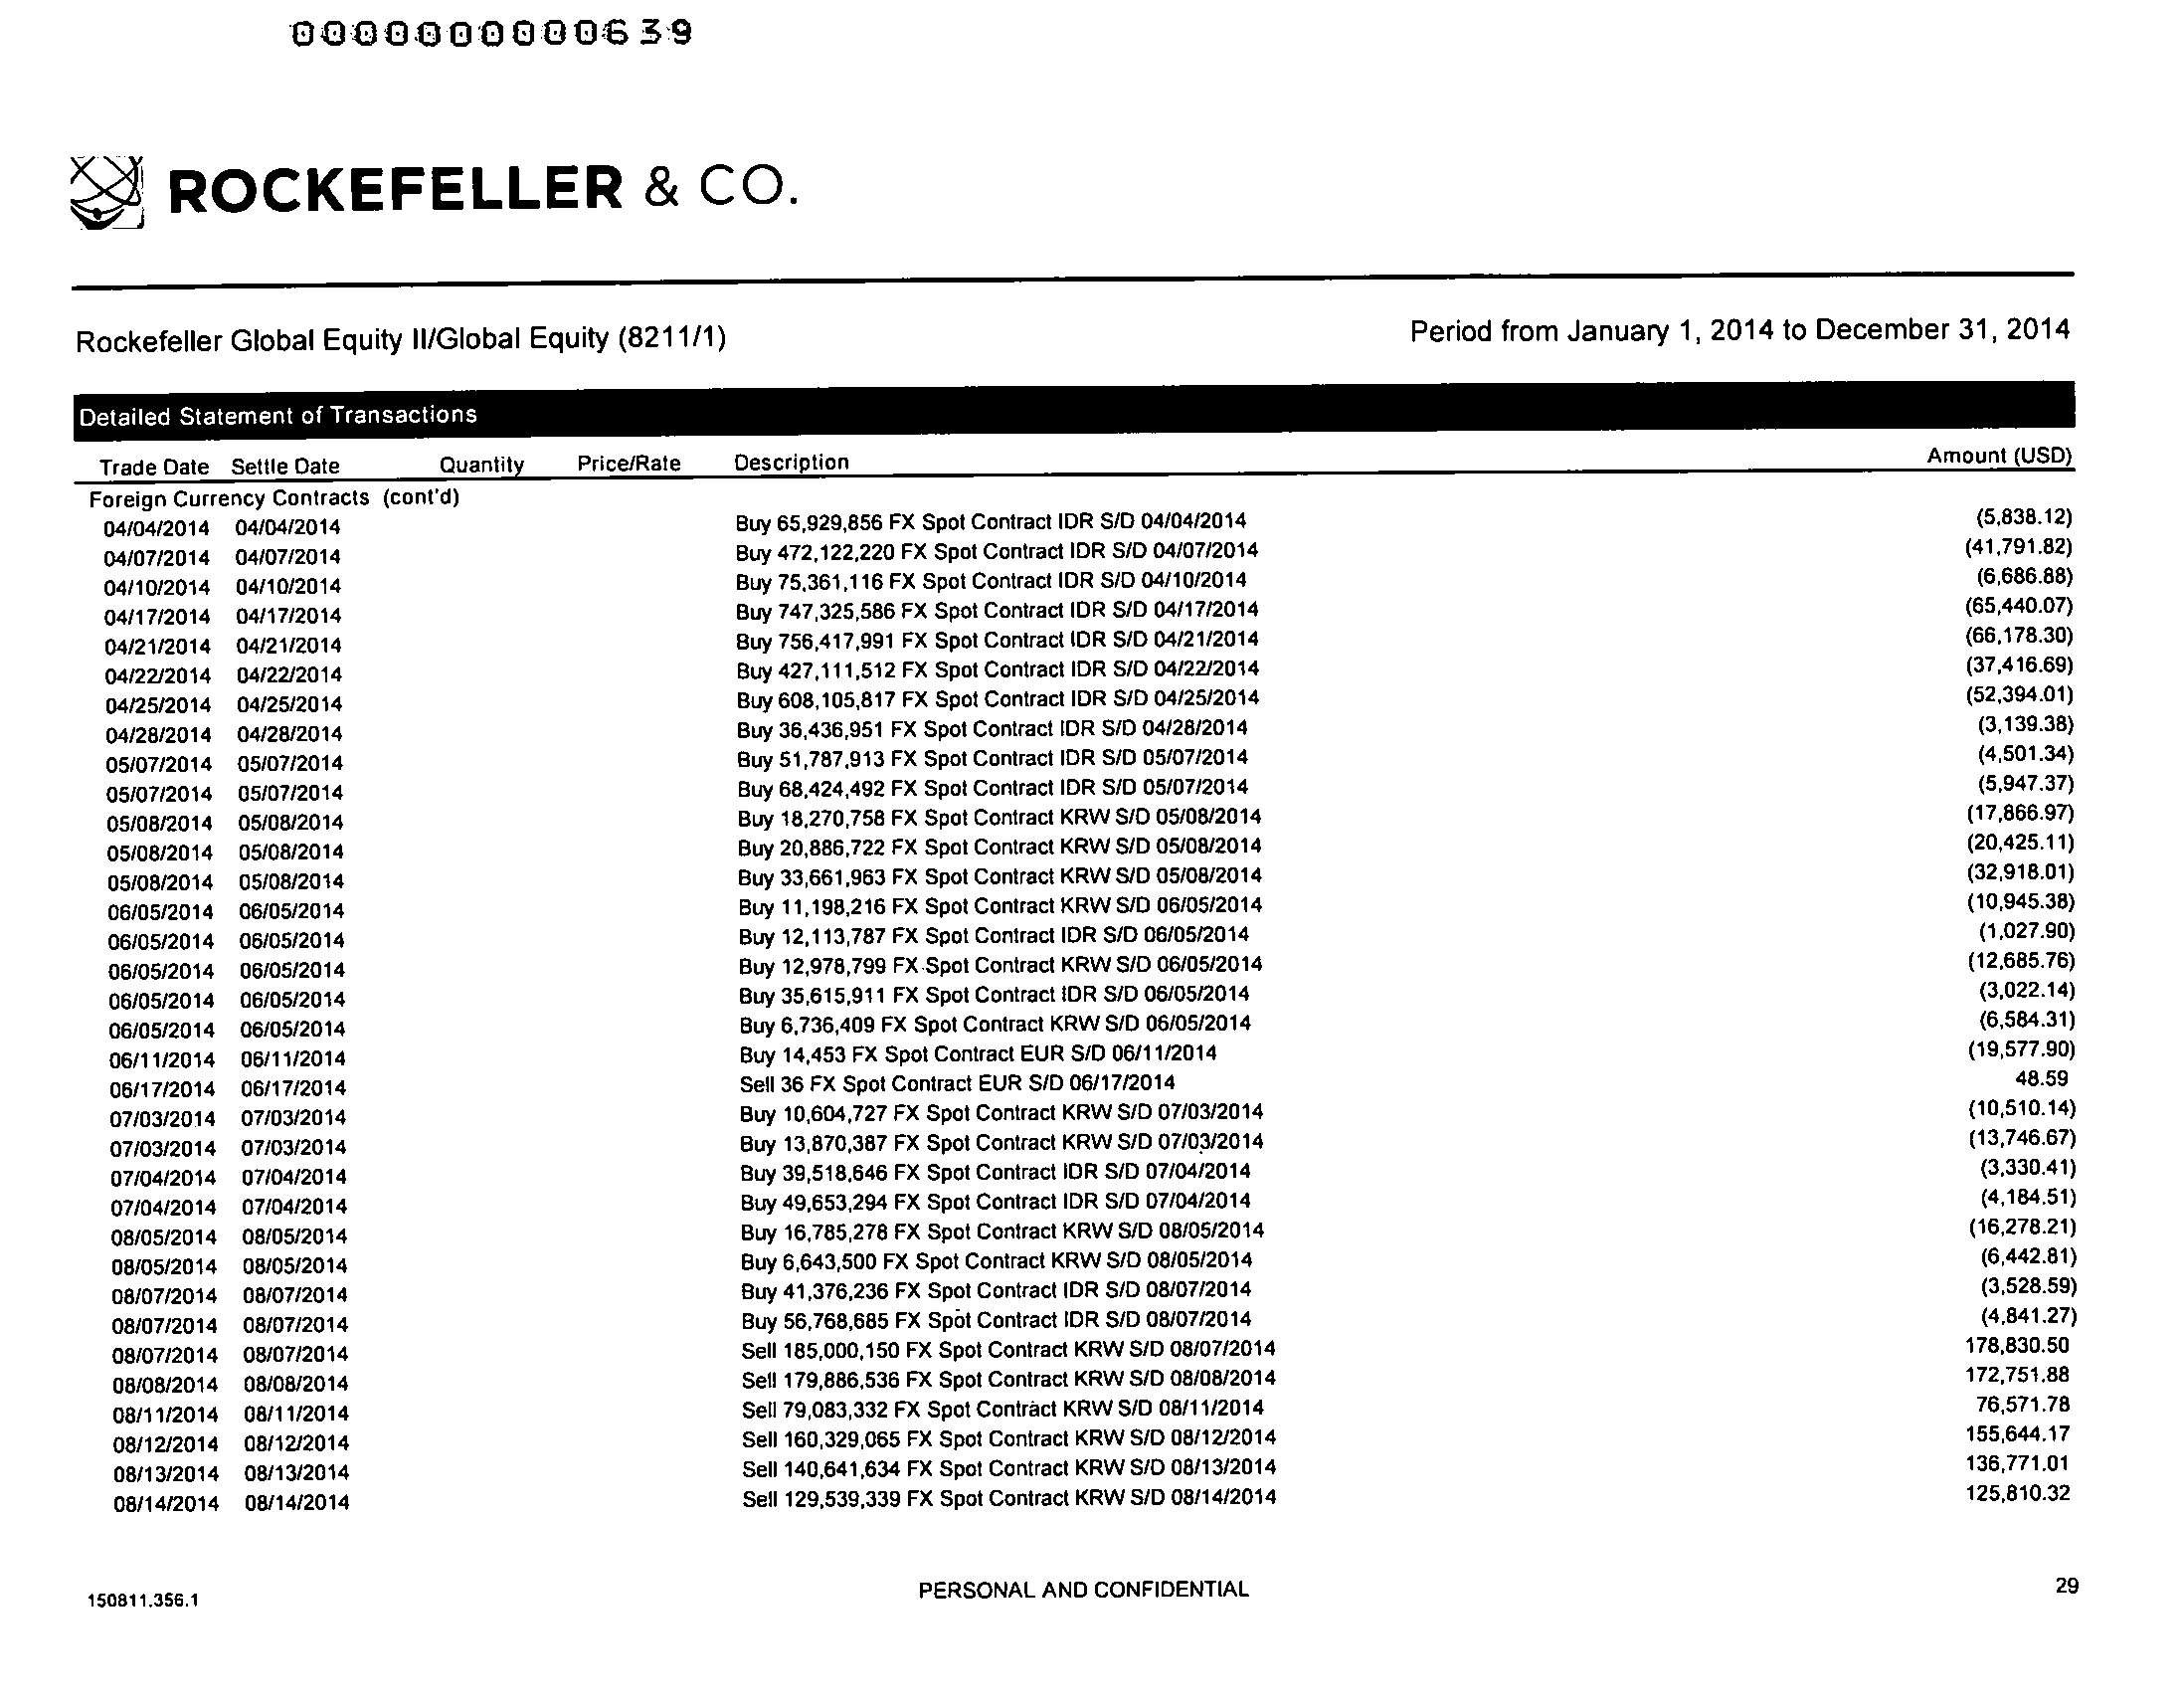 0000000000639
ROCKEFELLER & CO.
Rockefeller Global Equity II/Global Equity (8211/1) Period from January 1, 2014 to December 31, 2014
Detailed Statement of Transactions
Trade Date Settle Date Quantity Price/Rate Description Amount (USD)
Foreign Currency Contracts (cont'd)
04/04/2014 04/04/2014 Buy 65,929,856 FX Spot Contract IDR S/D 04/04/2014 (5,838.12)
04/07/2014 04/07/2014 Buy 472,122,220 FX Spot Contract IDR S/D 04/07/2014 (41,791.82)
04/10/2014 04/10/2014 Buy 75,361,116 FX Spot Contract IDR S/D 04/10/2014 (6,686.88)
04/17/2014 04/17/2014 Buy 747,325,586 FX Spot Contract IDR S/D 04/17/2014 (65,440.07)
04/21/2014 04/21/2014 Buy 756,417,991 FX Spot Contract IDR S/D 04/21/2014 (66,178.30)
04/22/2014 04/22/2014 Buy 427,111,512 FX Spot Contract IDR S/D 04/22/2014 (37,416.69)
04/25/2014 04/25/2014 Buy 608,105,817 FX Spot Contract IDR S/D 04/25/2014 (52,394.01)
04/28/2014 04/28/2014 Buy 36,436,951 FX Spot Contract IDR S/D 04/28/2014 (3,139.38)
05/07/2014 05/07/2014 Buy 51,787,913 FX Spot Contract IDR S/D 05/07/2014 (4,501.34)
05/07/2014 05/07/2014 Buy 68,424,492 FX Spot Contract IDR S/D 05/07/2014 (5,947.37)
05/08/2014 05/08/2014 Buy 18,270,758 FX Spot Contract KRW S/D 05/08/2014 (17,866.97)
05/08/2014 05/08/2014 Buy 20,886,722 FX Spot Contract KRW S/D 05/08/2014 (20,425.11)
05/08/2014 05/08/2014 Buy 33,661,963 FX Spot Contract KRW S/D 05/08/2014 (32,918.01)
06/05/2014 06/05/2014 Buy 11,198,216 FX Spot Contract KRW S/D 06/05/2014 (10,945.38)
06/05/2014 06/05/2014 Buy 12,113,787 FX Spot Contract IDR S/D 06/05/2014 (1,027.90)
06/05/2014 06/05/2014 Buy 12,978,799 FX Spot Contract KRW S/D 06/05/2014 (12,685.76)
06/05/2014 06/05/2014 Buy 35,615,911 FX Spot Contract IDR S/D 06/05/2014 (3,022.14)
06/05/2014 06/05/2014 Buy 6,736,409 FX Spot Contract KRW S/D 06/05/2014 (6,584.31)
06/11/2014 06/11/2014 Buy 14,453 FX Spot Contract EUR S/D 06/11/2014 (19,577.90)
06/17/2014 06/17/2014 Sell 36 FX Spot Contract EUR S/D 06/17/2014 48.59
07/03/2014 07/03/2014 Buy 10,604,727 FX Spot Contract KRW S/D 07/03/2014 (10,510.14)
07/03/2014 07/03/2014 Buy 13,870,387 FX Spot Contract KRW S/D 07/03/2014 (13,746.67)
07/04/2014 07/04/2014 Buy 39,518,646 FX Spot Contract IDR S/D 07/04/2014 (3,330.41)
07/04/2014 07/04/2014 Buy 49,653,294 FX Spot Contract IDR S/D 07/04/2014 (4,184.51)
08/05/2014 08/05/2014 Buy 16,785,278 FX Spot Contract KRW S/D 08/05/2014 (16,278.21)
08/05/2014 08/05/2014 Buy 6,643,500 FX Spot Contract KRW S/D 08/05/2014 (6,442.81)
08/07/2014 08/07/2014 Buy 41,376,236 FX Spot Contract IDR S/D 08/07/2014 (3,528.59)
08/07/2014 08/07/2014 Buy 56,768,685 FX Spot Contract IDR S/D 08/07/2014 (4,841.27)
08/07/2014 08/07/2014 Sell 185,000,150 FX Spot Contract KRW S/D 08/07/2014 178,830.50
08/08/2014 08/08/2014 Sell 179,886,536 FX Spot Contract KRW S/D 08/08/2014 172,751.88
08/11/2014 08/11/2014 Sell 79,083,332 FX Spot Contract KRW S/D 08/11/2014 76,571.78
08/12/2014 08/12/2014 Sell 160,329,065 FX Spot Contract KRW S/D 08/12/2014 155,644.17
08/13/2014 08/13/2014 Sell 140,641,634 FX Spot Contract KRW S/D 08/13/2014 136,771.01
08/14/2014 08/14/2014 Sell 129,539,339 FX Spot Contract KRW S/D 08/14/2014 125,810.32
150811.356.1 PERSONAL AND CONFIDENTIAL 29